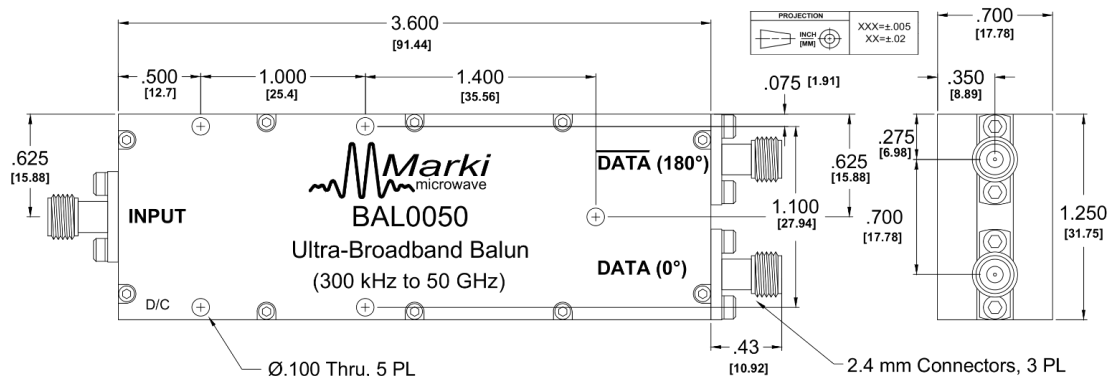 3.600
[91.44]
PROJECTION
INCH
[MM]
XXX=±.005
XX=±.02
.700
[17.78]
.500
[12.7]
1.000
[25.4]
1.400
[35.56]
.075 [1.91]
.350
[8.89]
.625
[15.88]
Marki
microwave
DATA (180°)
.625
[15.88]
.275
[6.98]
INPUT
BAL0050
1.100
[27.94]
.700
[17.78]
1.250
[31.75]
Ultra-Broadband Balun
(300 kHz to 50 GHz)
DATA (0°)
D/C
.43
[10.92]
Ø.100 Thru, 5 PL
2.4 mm Connectors, 3 PL